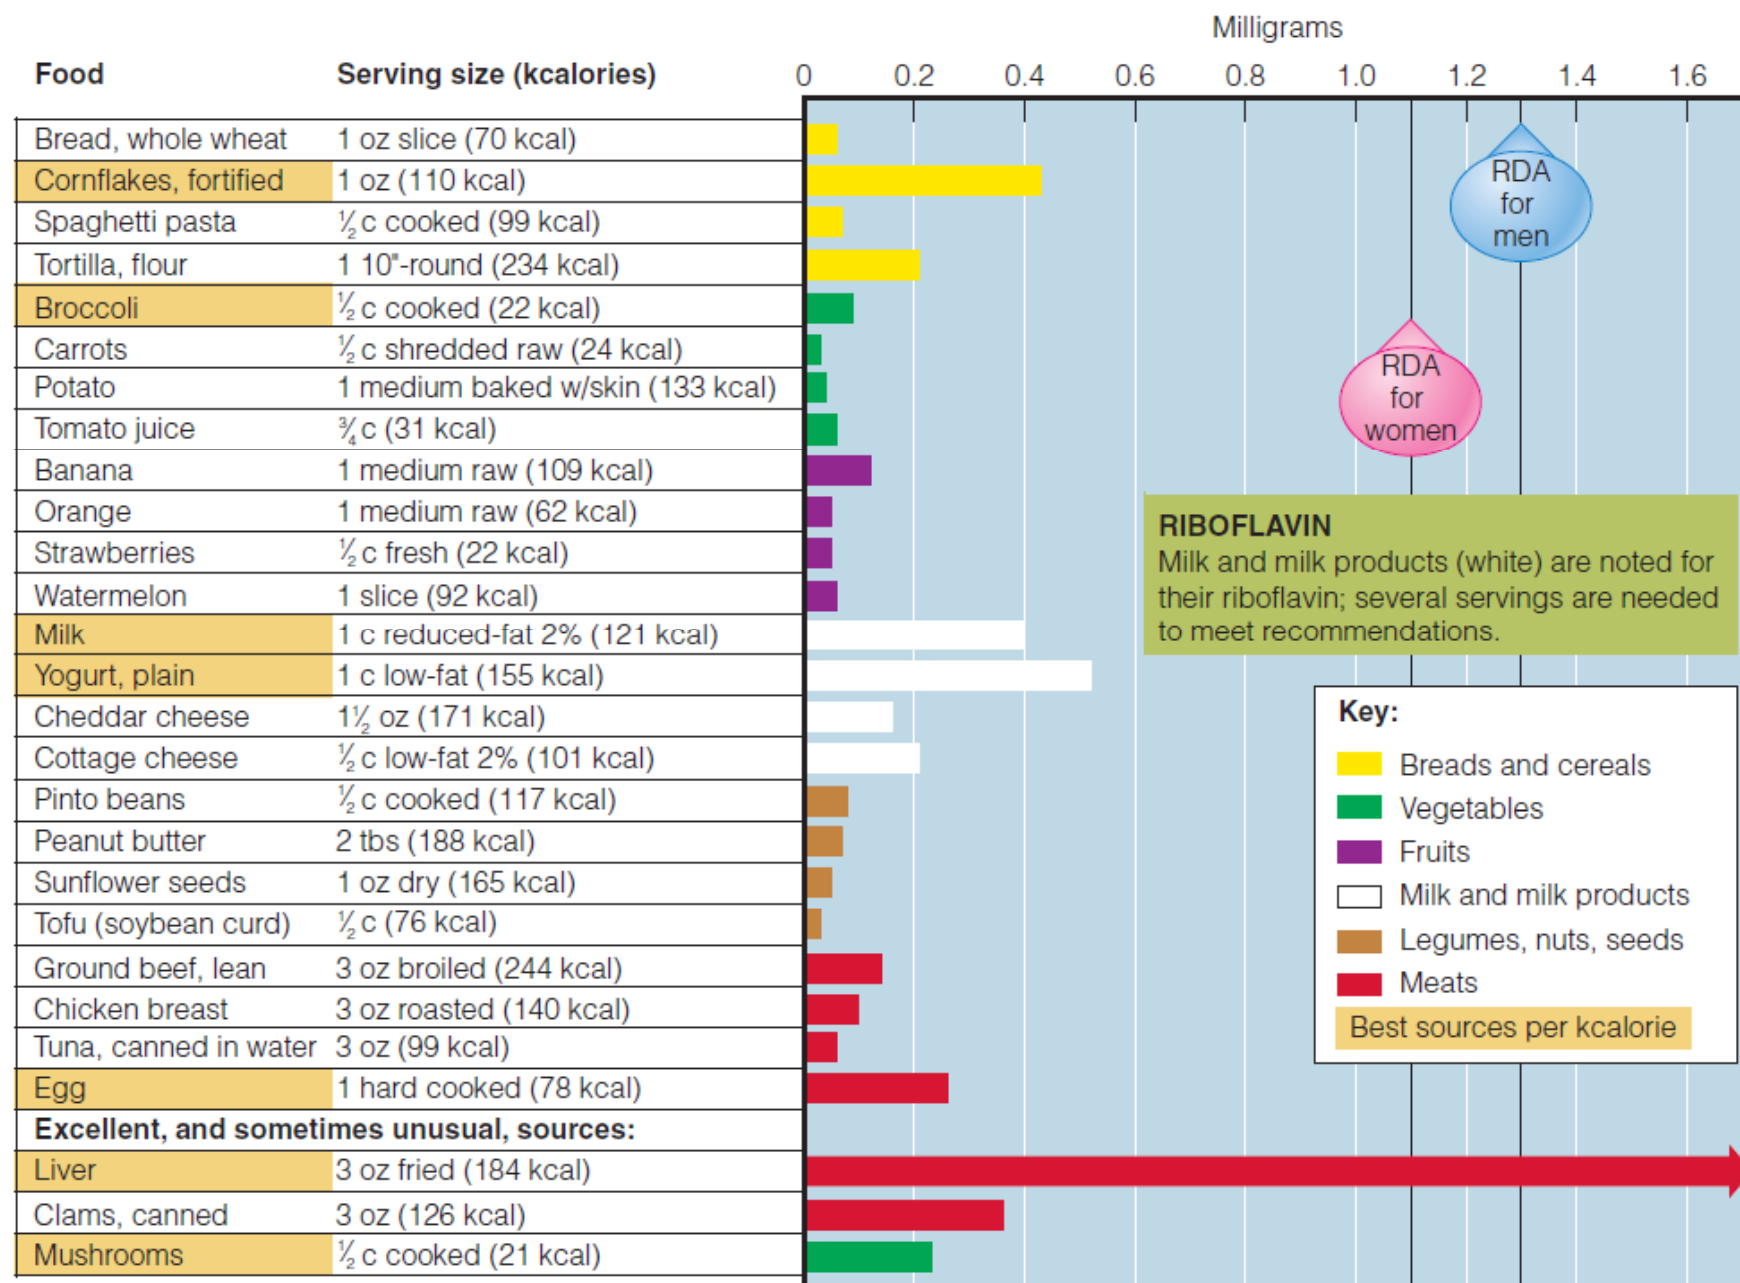 Milligrams
Food Serving size (kcalories) 0 0.2 0.4 0.6 0.8 1.0 1.2 1.4 1.6
Bread, whole wheat 1 oz slice (70 kcal)
Cornflakes, fortified 1 oz (110 kcal)
Spaghetti pasta ½ c cooked (99 kcal)
Tortilla, flour 1 10"-round (234 kcal)
Broccoli ½ c cooked (22 kcal)
Carrots ½ c shredded raw (24 kcal)
Potato 1 medium baked w/skin (133 kcal)
Tomato juice ¾ c (31 kcal)
Banana 1 medium raw (109 kcal)
Orange 1 medium raw (62 kcal)
Strawberries ½ c fresh (22 kcal)
Watermelon 1 slice (92 kcal)
Milk 1 c reduced-fat 2% (121 kcal)
Yogurt, plain 1 c low-fat (155 kcal)
Cheddar cheese 1½ oz (171 kcal)
Cottage cheese ½ c low-fat 2% (101 kcal)
Pinto beans ½ c cooked (117 kcal)
Peanut butter 2 tbs (188 kcal)
Sunflower seeds 1 oz dry (165 kcal)
Tofu (soybean curd) ½ c (76 kcal)
Ground beef, lean 3 oz broiled (244 kcal)
Chicken breast 3 oz roasted (140 kcal)
Tuna, canned in water 3 oz (99 kcal)
Egg 1 hard cooked (78 kcal)
Excellent, and sometimes unusual, sources:
Liver 3 oz fried (184 kcal)
Clams, canned 3 oz (126 kcal)
Mushrooms ½ c cooked (21 kcal)
RDA
for
men
RDA
for
women
RIBOFLAVIN
Milk and milk products (white) are noted for
their riboflavin; several servings are needed
to meet recommendations.
Key:
Breads and cereals
Vegetables
Fruits
Milk and milk products
Legumes, nuts, seeds
Meats
Best sources per kcalorie